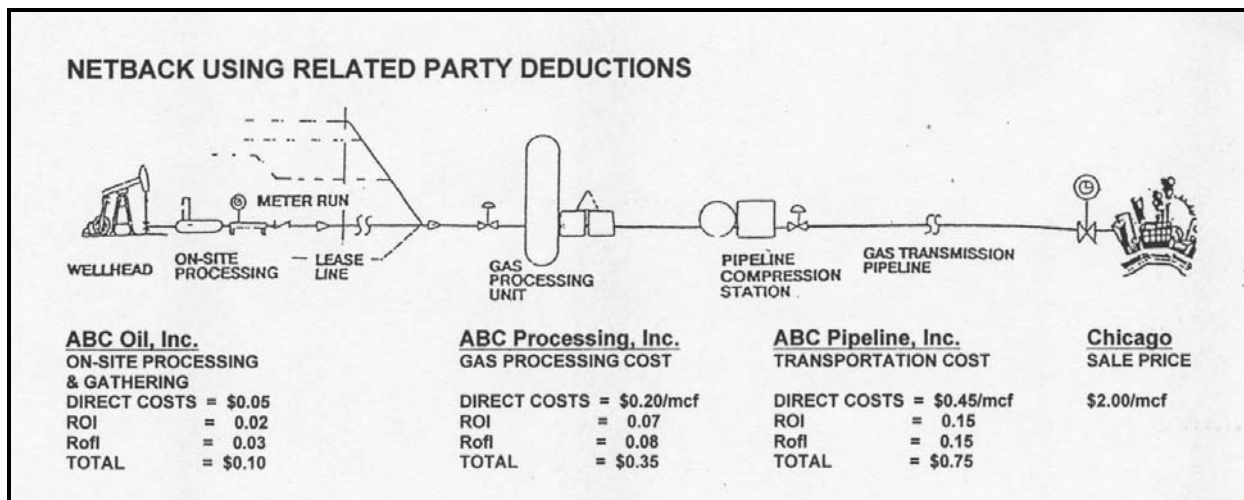 NETBACK USING RELATED PARTY DEDUCTIONS
METER RUN
WELLHEAD
ON-SITE
PROCESSING
LEASE
LINE
GAS
PROCESSING
UNIT
PIPELINE
COMPRESSION
STATION
GAS TRANSMISSION
PIPELINE
ABC Oil, Inc.
ON-SITE PROCESSING
& GATHERING
DIRECT COSTS = $0.05
ROI = 0.02
RofI = 0.03
TOTAL = $0.10
ABC Processing, Inc.
GAS PROCESSING COST
DIRECT COSTS = $0.20/mcf
ROI = 0.07
RofI = 0.08
TOTAL = $0.35
ABC Pipeline, Inc.
TRANSPORTATION COST
DIRECT COSTS = $0.45/mcf
ROI = 0.15
RofI = 0.15
TOTAL = $0.75
Chicago
SALE PRICE
$2.00/mcf